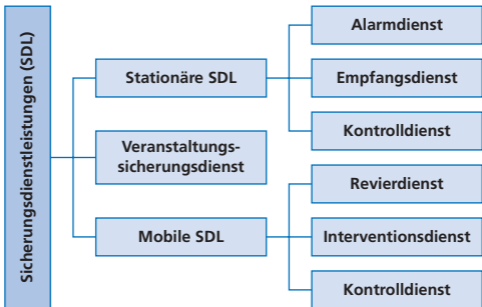 Sicherungsdienstleistungen (SDL)
Stationäre SDL
Alarmdienst
Empfangsdienst
Kontrolldienst
Veranstaltungs-
sicherungsdienst
Mobile SDL
Revierdienst
Interventionsdienst
Kontrolldienst